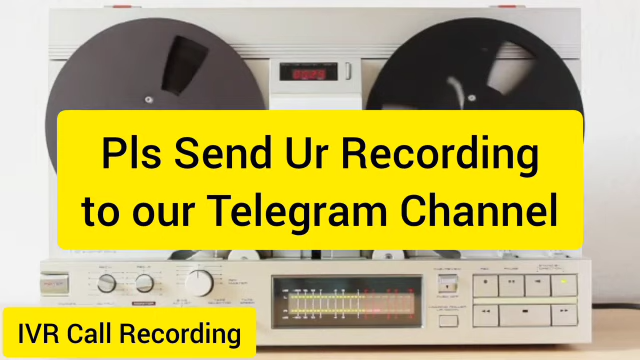 Pls Send Ur Recording
to our Telegram Channel
IVR Call Recording